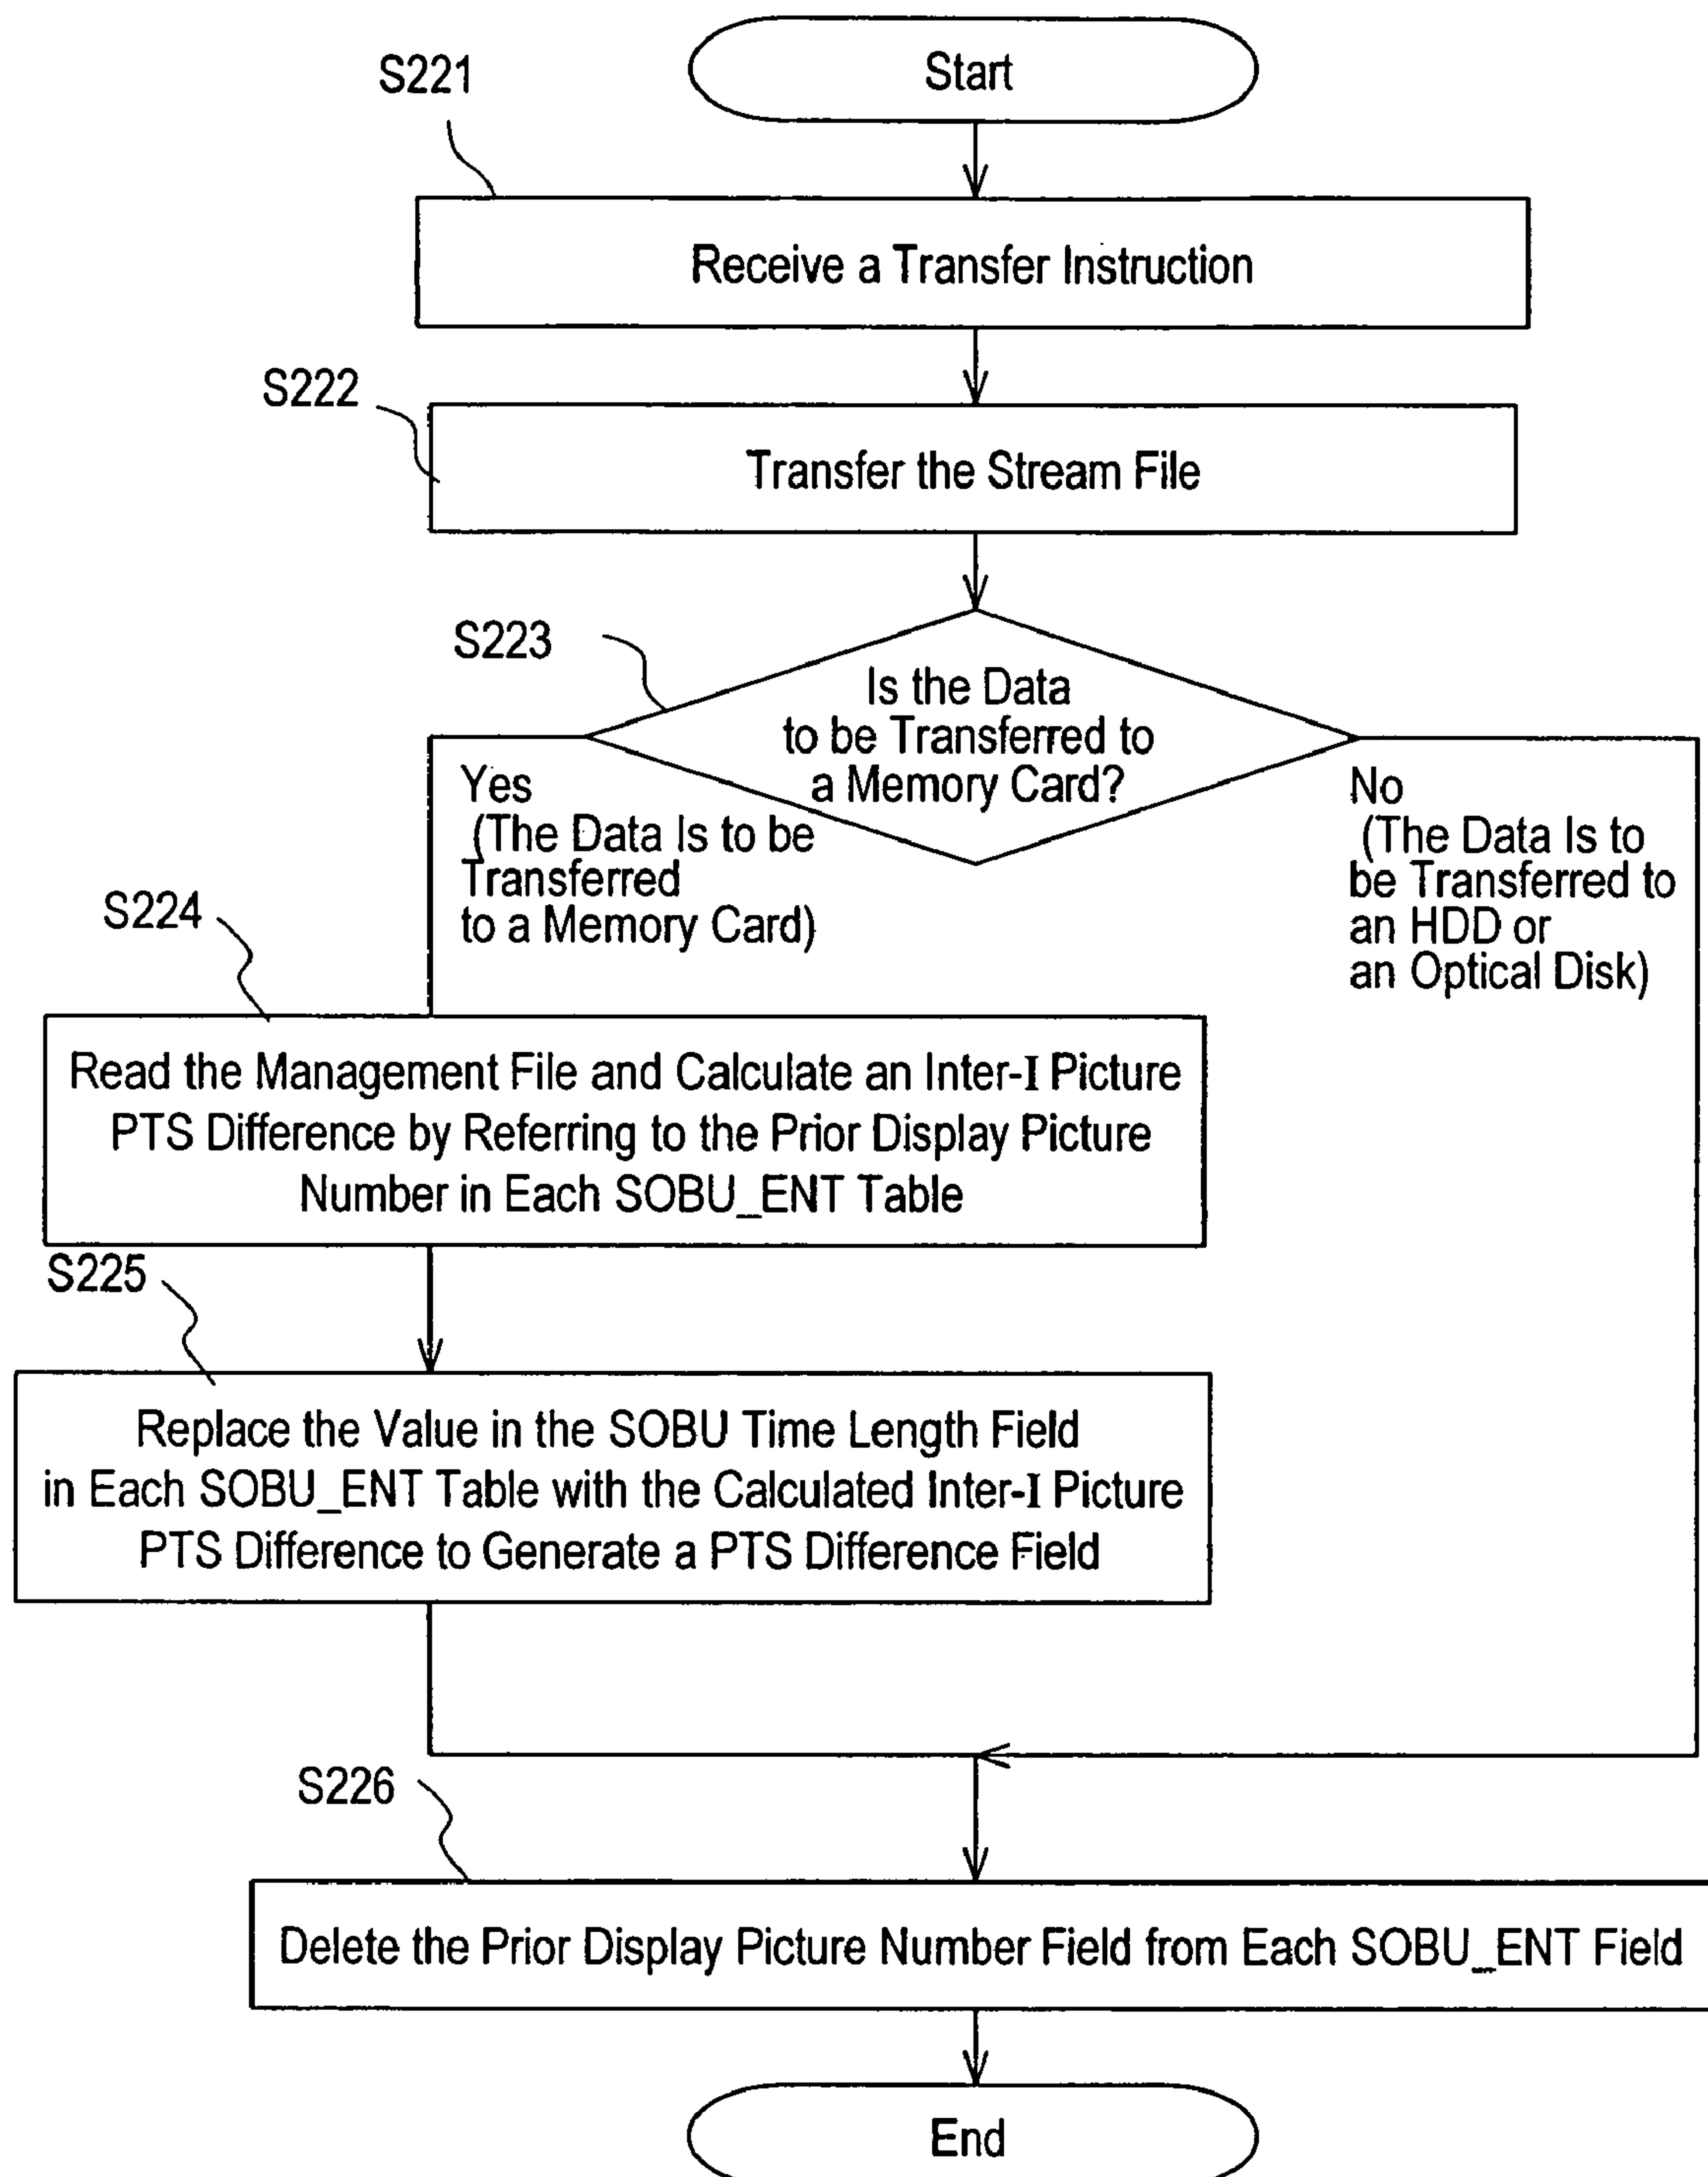 Start
S221
Receive a Transfer Instruction
S222
Transfer the Stream File
S223
Is the Data
to be Transferred to
a Memory Card?
Yes
(The Data Is to be
Transferred
to a Memory Card)
No
(The Data Is to
be Transferred to
an HDD or
an Optical Disk)
S224
Read the Management File and Calculate an Inter-I Picture
PTS Difference by Referring to the Prior Display Picture
Number in Each SOBU_ENT Table
S225
Replace the Value in the SOBU Time Length Field
in Each SOBU_ENT Table with the Calculated Inter-I Picture
PTS Difference to Generate a PTS Difference Field
S226
Delete the Prior Display Picture Number Field from Each SOBU_ENT Field
End